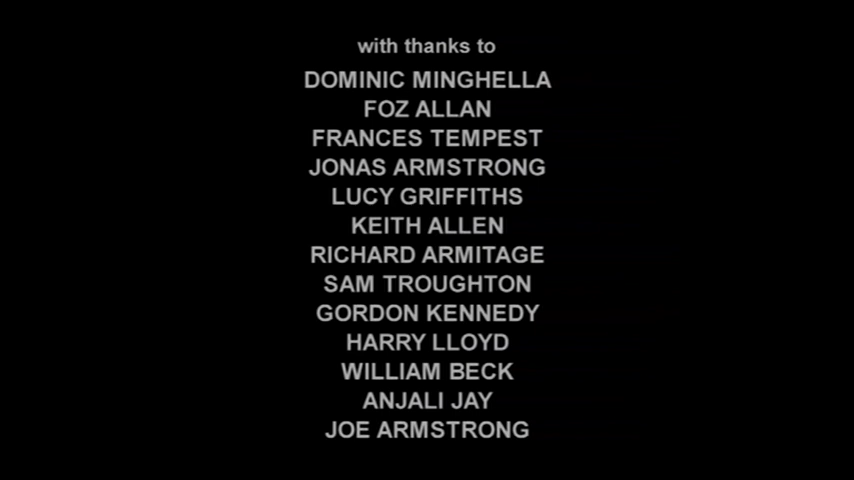 with thanks to
DOMINIC MINGHELLA
FOZ ALLAN
FRANCES TEMPEST
JONAS ARMSTRONG
LUCY GRIFFITHS
KEITH ALLEN
RICHARD ARMITAGE
SAM TROUGHTON
GORDON KENNEDY
HARRY LLOYD
WILLIAM BECK
ANJALI JAY
JOE ARMSTRONG